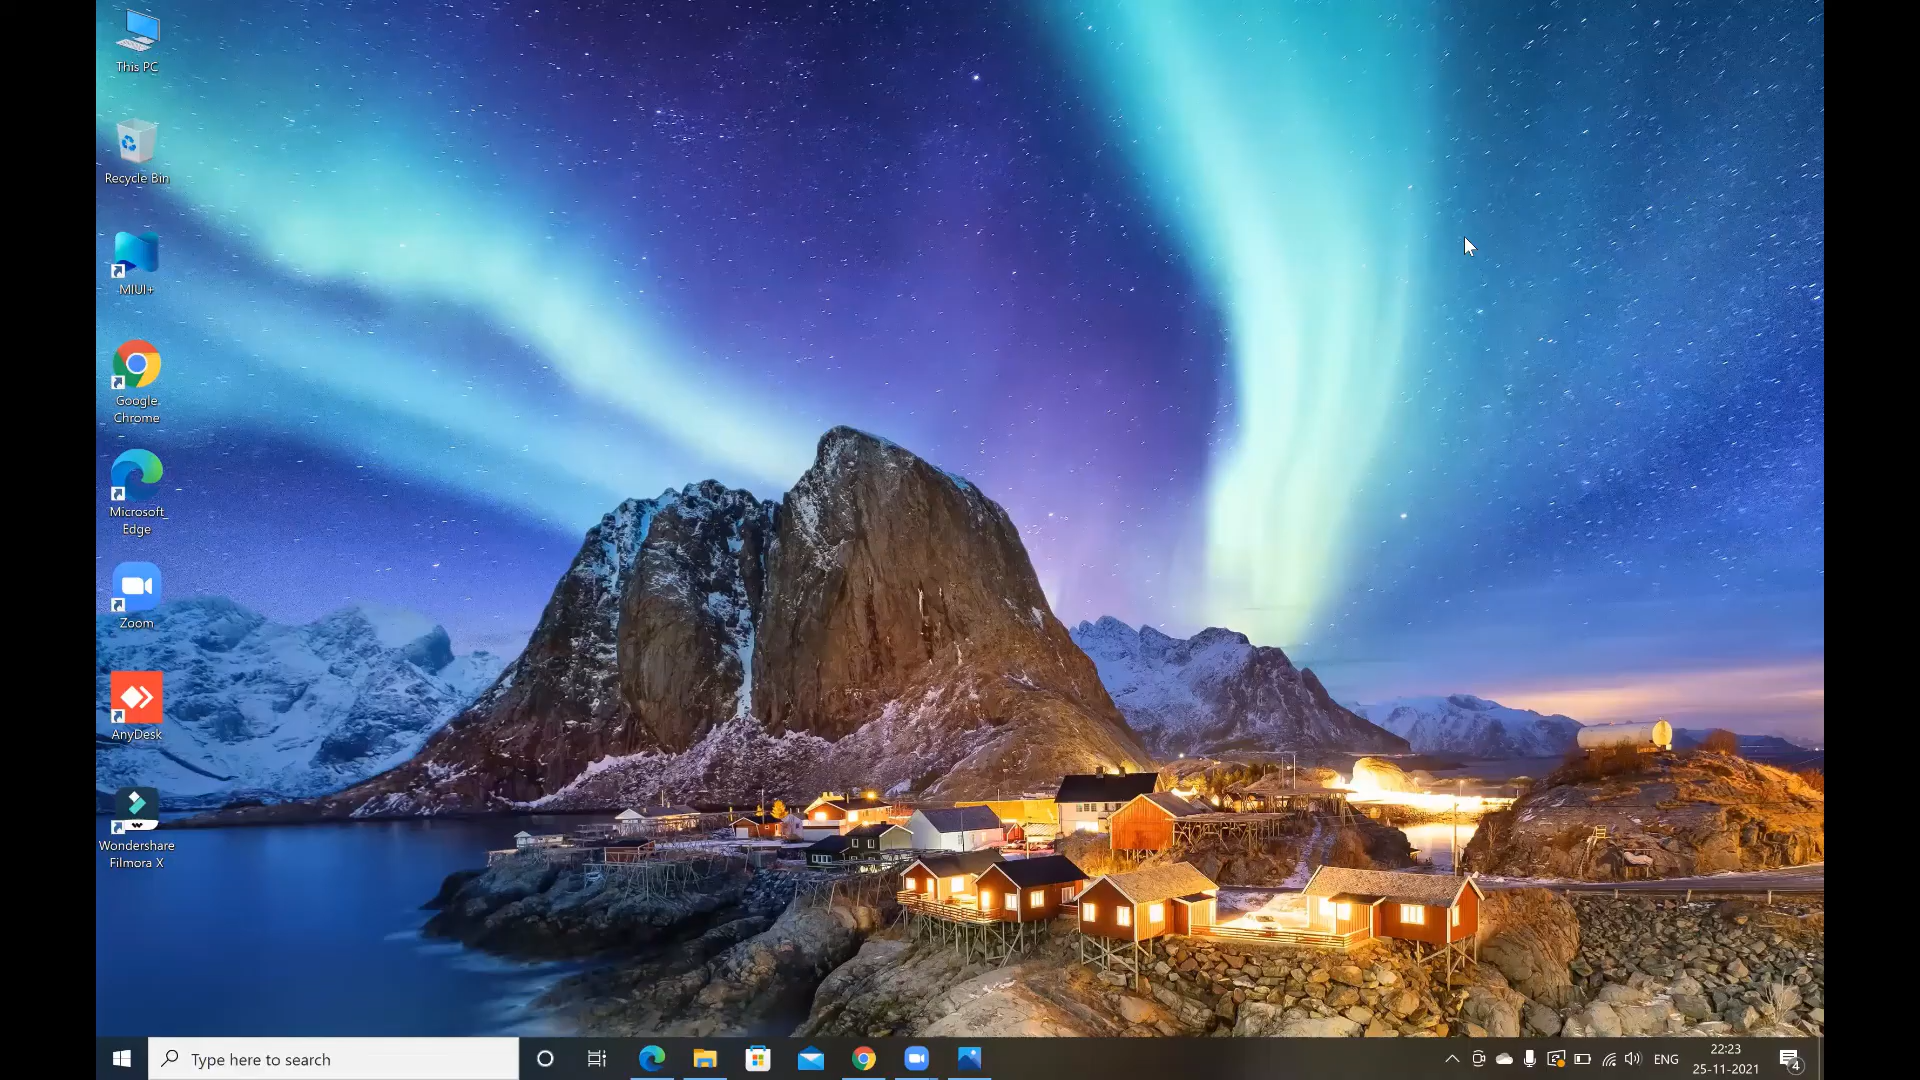 This PC
Recycle Bin
MIUI+
Google
Chrome
Microsoft
Edge
Zoom
AnyDesk
Wondershare
Filmora X
Type here to search
ENG
22:23
25-11-2021
4